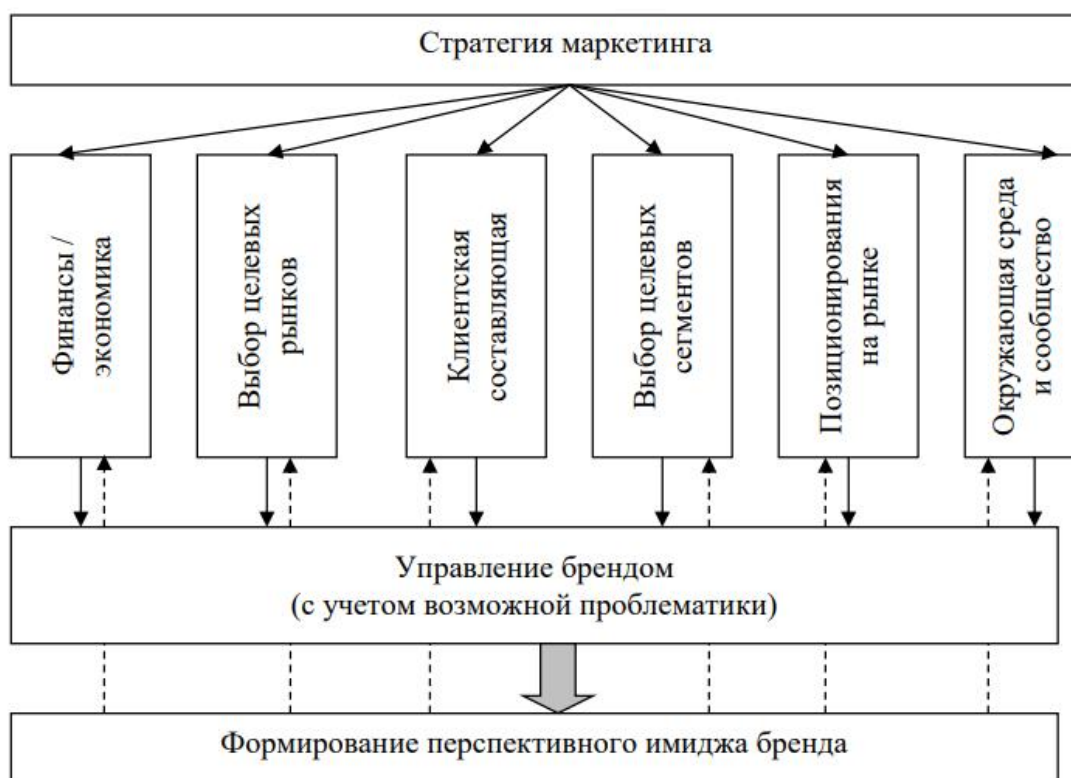 Стратегия маркетинга
Финансы /
экономика
Выбор целевых
рынков
Клиентская
составляющая
Выбор целевых
сегментов
Позиционирования
на рынке
Окружающая среда
и сообщество
Управление брендом
(с учетом возможной проблематики)
Формирование перспективного имиджа бренда